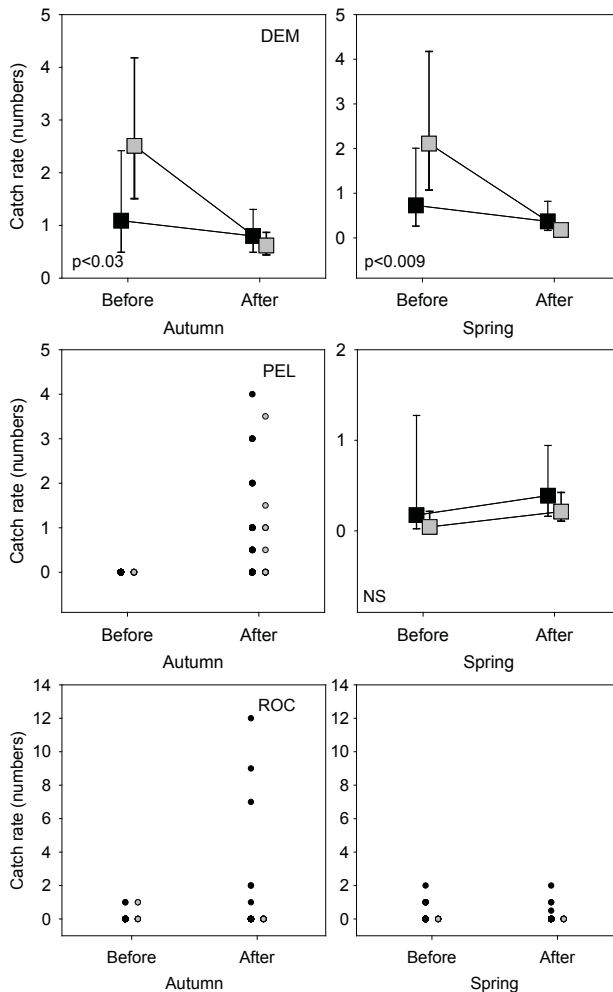 5
4
3
2
1
0
Catch rate (numbers)
DEM
p<0.03
Before
After
Autumn
5
4
3
2
1
0
p<0.009
Before
After
Spring
5
4
3
2
1
0
Catch rate (numbers)
PEL
Before
After
Autumn
2
1
0
NS
Before
After
Spring
14
12
10
8
6
4
2
0
Catch rate (numbers)
ROC
Before
After
Autumn
14
12
10
8
6
4
2
0
Before
After
Spring